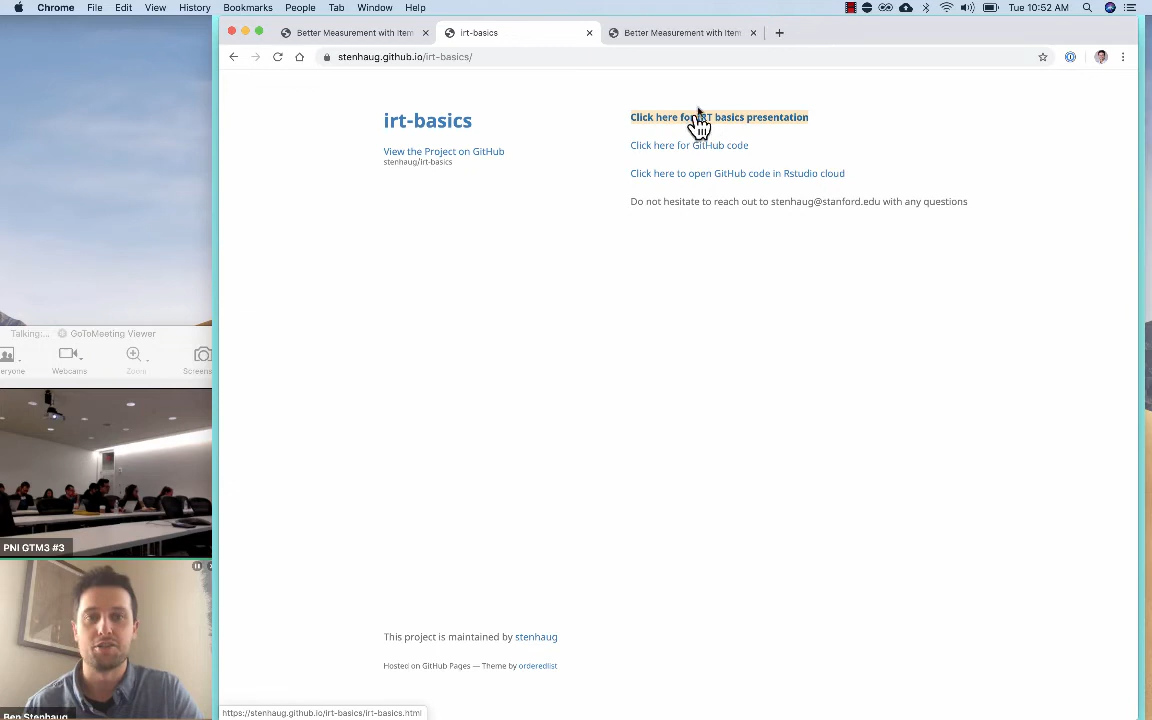 Chrome File Edit View History Bookmarks People Tab Window Help
Tue 10:52 AM
Better Measurement with Item
irt-basics
Better Measurement with Item
stenhaug.github.io/irt-basics/
irt-basics
View the Project on GitHub
stenhaug/irt-basics
Click here for IRT basics presentation
Click here for GitHub code
Click here to open GitHub code in Rstudio cloud
Do not hesitate to reach out to stenhaug@stanford.edu with any questions
Talking:...
GoToMeeting Viewer
eryone
Webcams
Zoom
Screens
PNI GTM3 #3
Ben Stenhaug
This project is maintained by stenhaug
Hosted on GitHub Pages — Theme by orderedlist
https://stenhaug.github.io/irt-basics/irt-basics.html